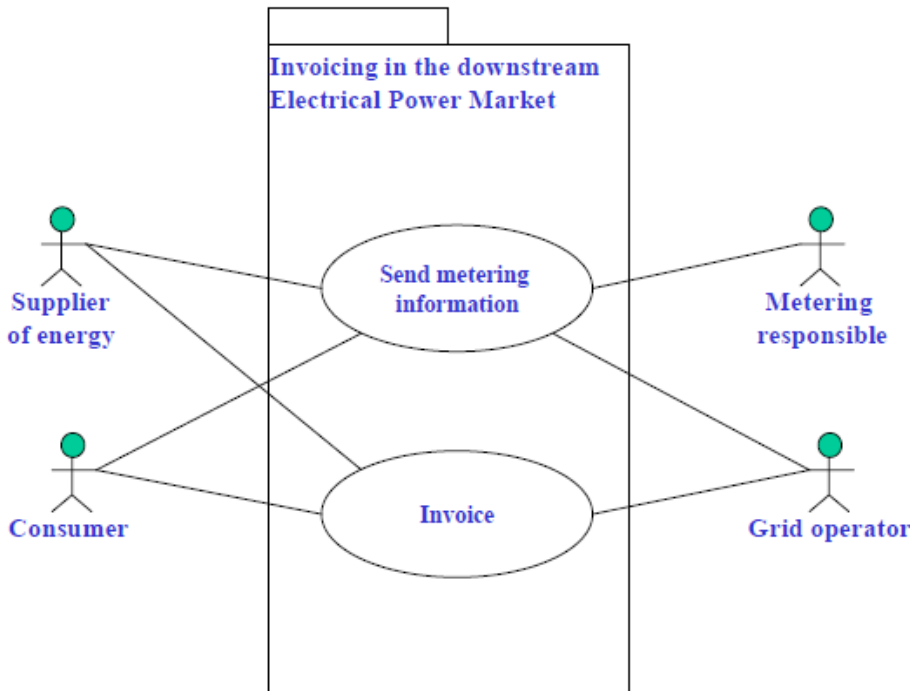 Invoicing in the downstream
Electrical Power Market
Send metering
information
Supplier
of energy
Metering
responsible
Invoice
Consumer
Grid operator